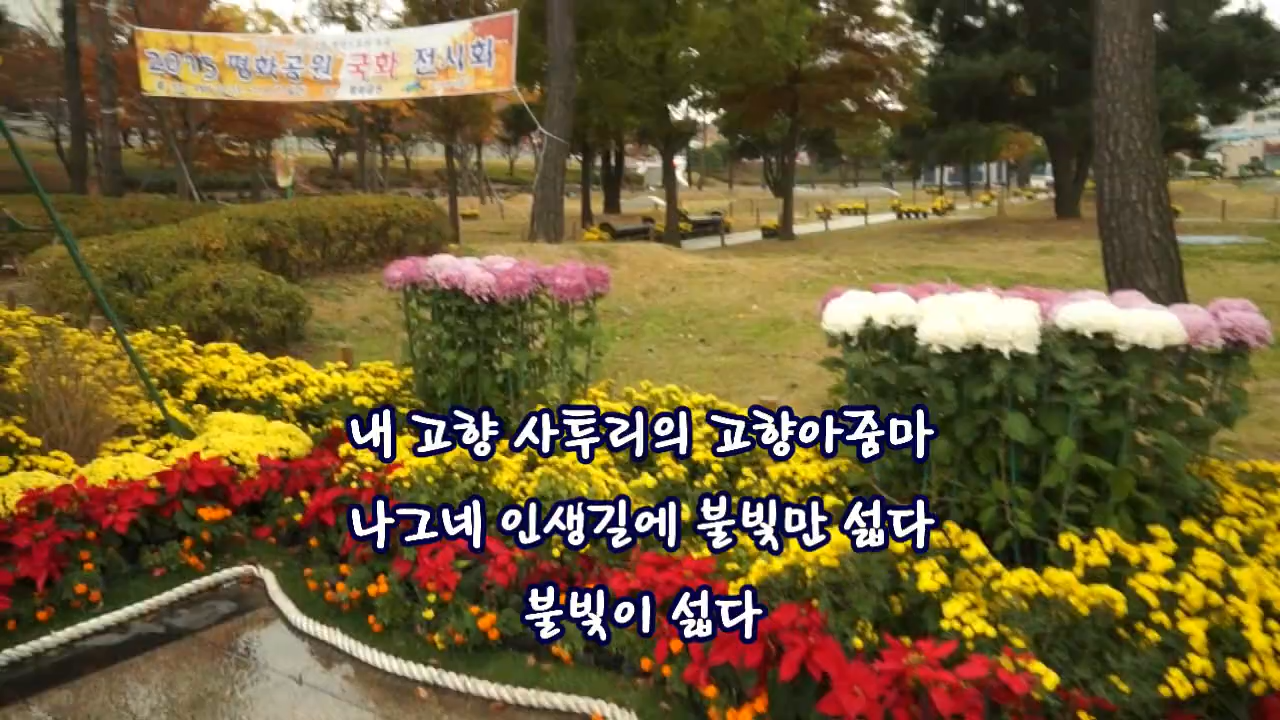 2015 평화공원 국화 전시회
내 고향 사투리의 고향아줌마
나그네 인생길에 불빛만 섧다
불빛이 섧다